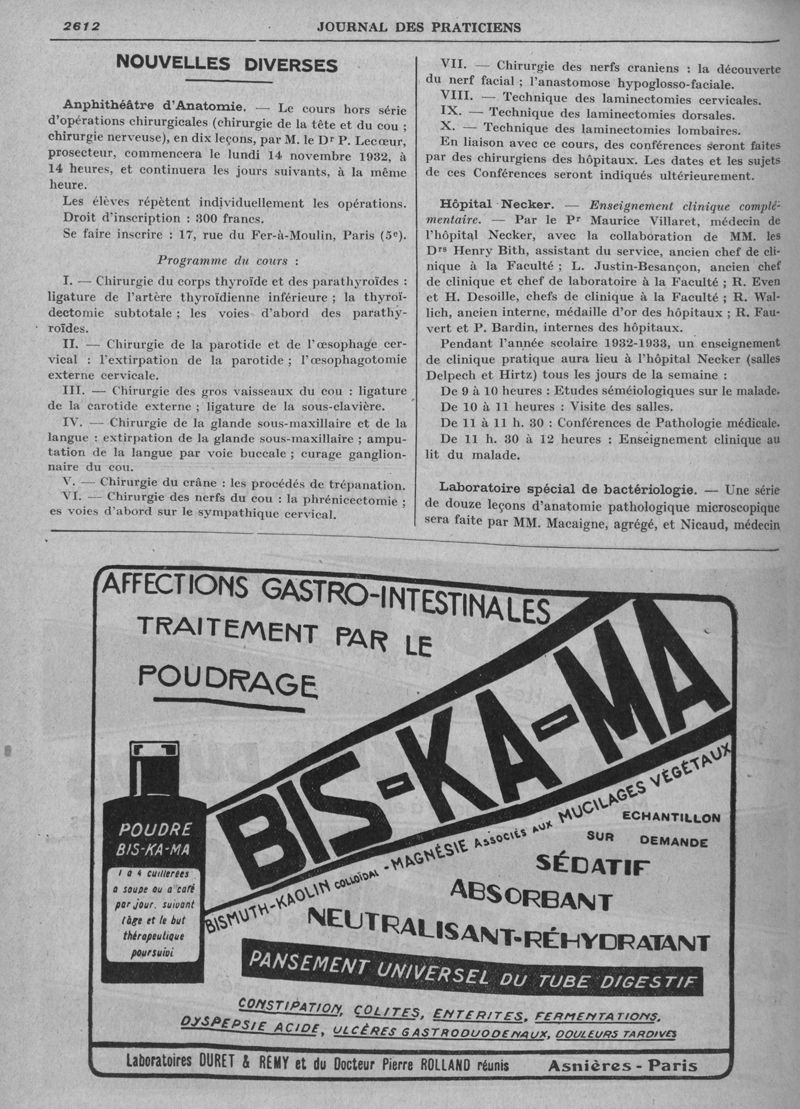 2612
JOURNAL DES PRATICIENS
NOUVELLES DIVERSES
Anphithéâtre d'Anatomie. — Le cours hors série
d'opérations chirurgicales (chirurgie de la tête et du cou ;
chirurgie nerveuse), en dix leçons, par M. le Dr P. Lecœur,
prosecteur, commencera le lundi 14 novembre 1932, à
14 heures, et continuera les jours suivants, à la même
heure.
Les élèves répètent individuellement les opérations.
Droit d'inscription : 300 francs.
Se faire inscrire : 17, rue du Fer-à-Moulin, Paris (5e).
Programme du cours :
I. — Chirurgie du corps thyroïde et des parathyroïdes :
ligature de l'artère thyroïdienne inférieure ; la thyroï-
dectomie subtotale ; les voies d'abord des parathy-
roïdes.
II. — Chirurgie de la parotide et de l'œsophage cer-
vical : l'extirpation de la parotide ; l'œsophagotomie
externe cervicale.
III. — Chirurgie des gros vaisseaux du cou : ligature
de la carotide externe ; ligature de la sous-clavière.
IV. — Chirurgie de la glande sous-maxillaire et de la
langue : extirpation de la glande sous-maxillaire ; ampu-
tation de la langue par voie buccale ; curage ganglion-
naire du cou.
V. — Chirurgie du crâne : les procédés de trépanation.
VI. — Chirurgie des nerfs du cou : la phrénicectomie ;
es voies d'abord sur le sympathique cervical.
VII. — Chirurgie des nerfs craniens : la découverte
du nerf facial ; l'anastomose hypoglosso-faciale.
VIII. — Technique des laminectomies cervicales.
IX. — Technique des laminectomies dorsales.
X. — Technique des laminectomies lombaires.
En liaison avec ce cours, des conférences seront faites
par des chirurgiens des hôpitaux. Les dates et les sujets
de ces Conférences seront indiqués ultérieurement.
Hôpital Necker. — Enseignement clinique complé-
mentaire. — Par le Pr Maurice Villaret, médecin de
l'hôpital Necker, avec la collaboration de MM. les
Drs Henry Bith, assistant du service, ancien chef de cli-
nique à la Faculté ; L. Justin-Besançon, ancien chef
de clinique et chef de laboratoire à la Faculté ; R. Even
et H. Desoille, chefs de clinique à la Faculté ; R. Wal-
lich, ancien interne, médaille d'or des hôpitaux ; R. Fau-
vert et P. Bardin, internes des hôpitaux.
Pendant l'année scolaire 1932-1933, un enseignement
de clinique pratique aura lieu à l'hôpital Necker (salles
Delpech et Hirtz) tous les jours de la semaine :
De 9 à 10 heures : Etudes séméiologiques sur le malade.
De 10 à 11 heures : Visite des salles.
De 11 à 11 h. 30 : Conférences de Pathologie médicale.
De 11 h. 30 à 12 heures : Enseignement clinique au
lit du malade.
Laboratoire spécial de bactériologie. — Une série
de douze leçons d'anatomie pathologique microscopique
sera faite par MM. Macaigne, agrégé, et Nicaud, médecin
AFFECTIONS GASTRO-INTESTINALES
TRAITEMENT PAR LE
POUDRAGE
BIS-KA-MA
POUDRE
BIS-KA-MA
1 a 4 cuillerées
a soupe ou a café
par jour. suivant
l'âge et le but
thérapeutique
poursuivi
BISMUTH-KAOLIN COLLOÏDAL - MAGNÉSIE ASSOCIÉS AUX MUCILAGES VÉGÉTAUX
ECHANTILLON
SUR DEMANDE
SÉDATIF
ABSORBANT
NEUTRALISANT-RÉHYDRATANT
PANSEMENT UNIVERSEL DU TUBE DIGESTIF
CONSTIPATION, COLITES, ENTERITES, FERMENTATIONS,
DYSPEPSIE ACIDE, ULCÈRES GASTRODUODENAUX, DOULEURS TARDIVES
Laboratoires DURET & REMY et du Docteur Pierre ROLLAND réunis Asnières - Paris